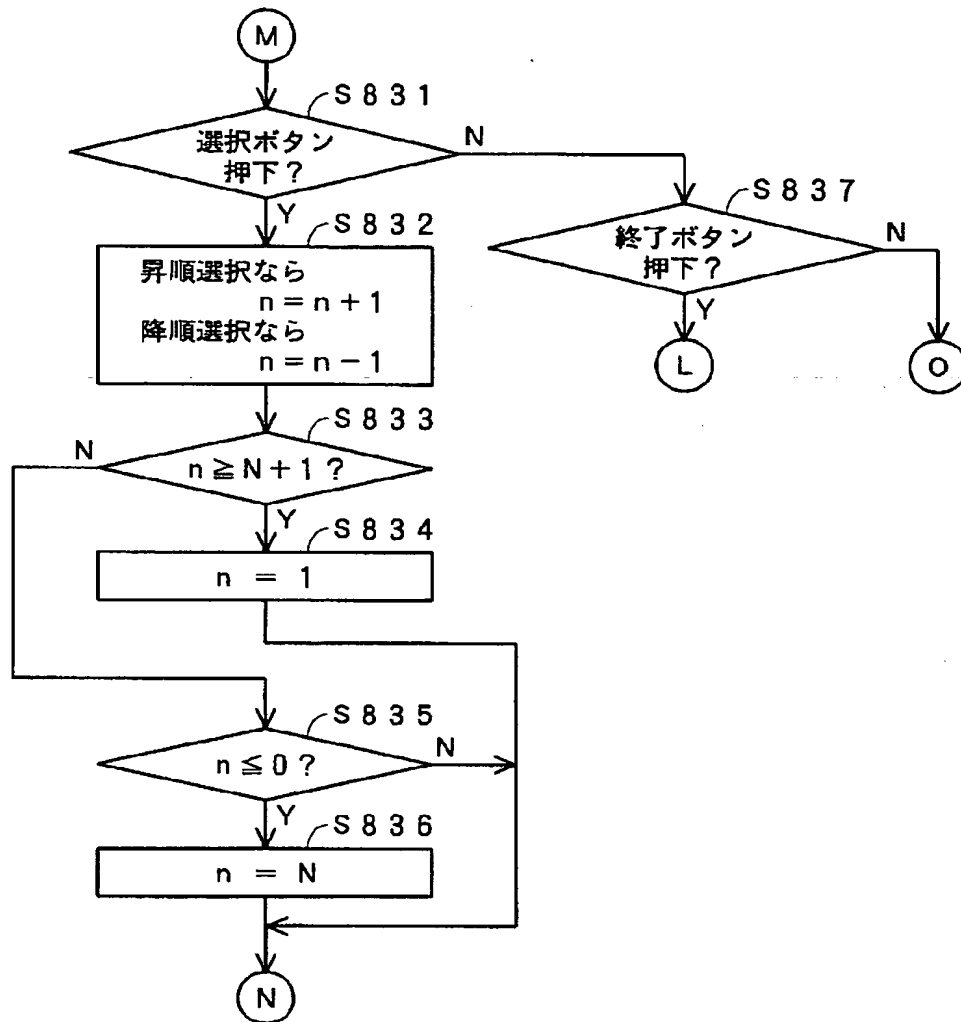 M
S831
選択ボタン
押下？
N
Y
S832
昇順選択なら
n＝n＋1
降順選択なら
n＝n－1
S833
N
n≧N＋1？
Y
S834
n ＝ 1
S835
n≦0？
N
Y
S836
n ＝ N
N
S837
終了ボタン
押下？
N
Y
L
O